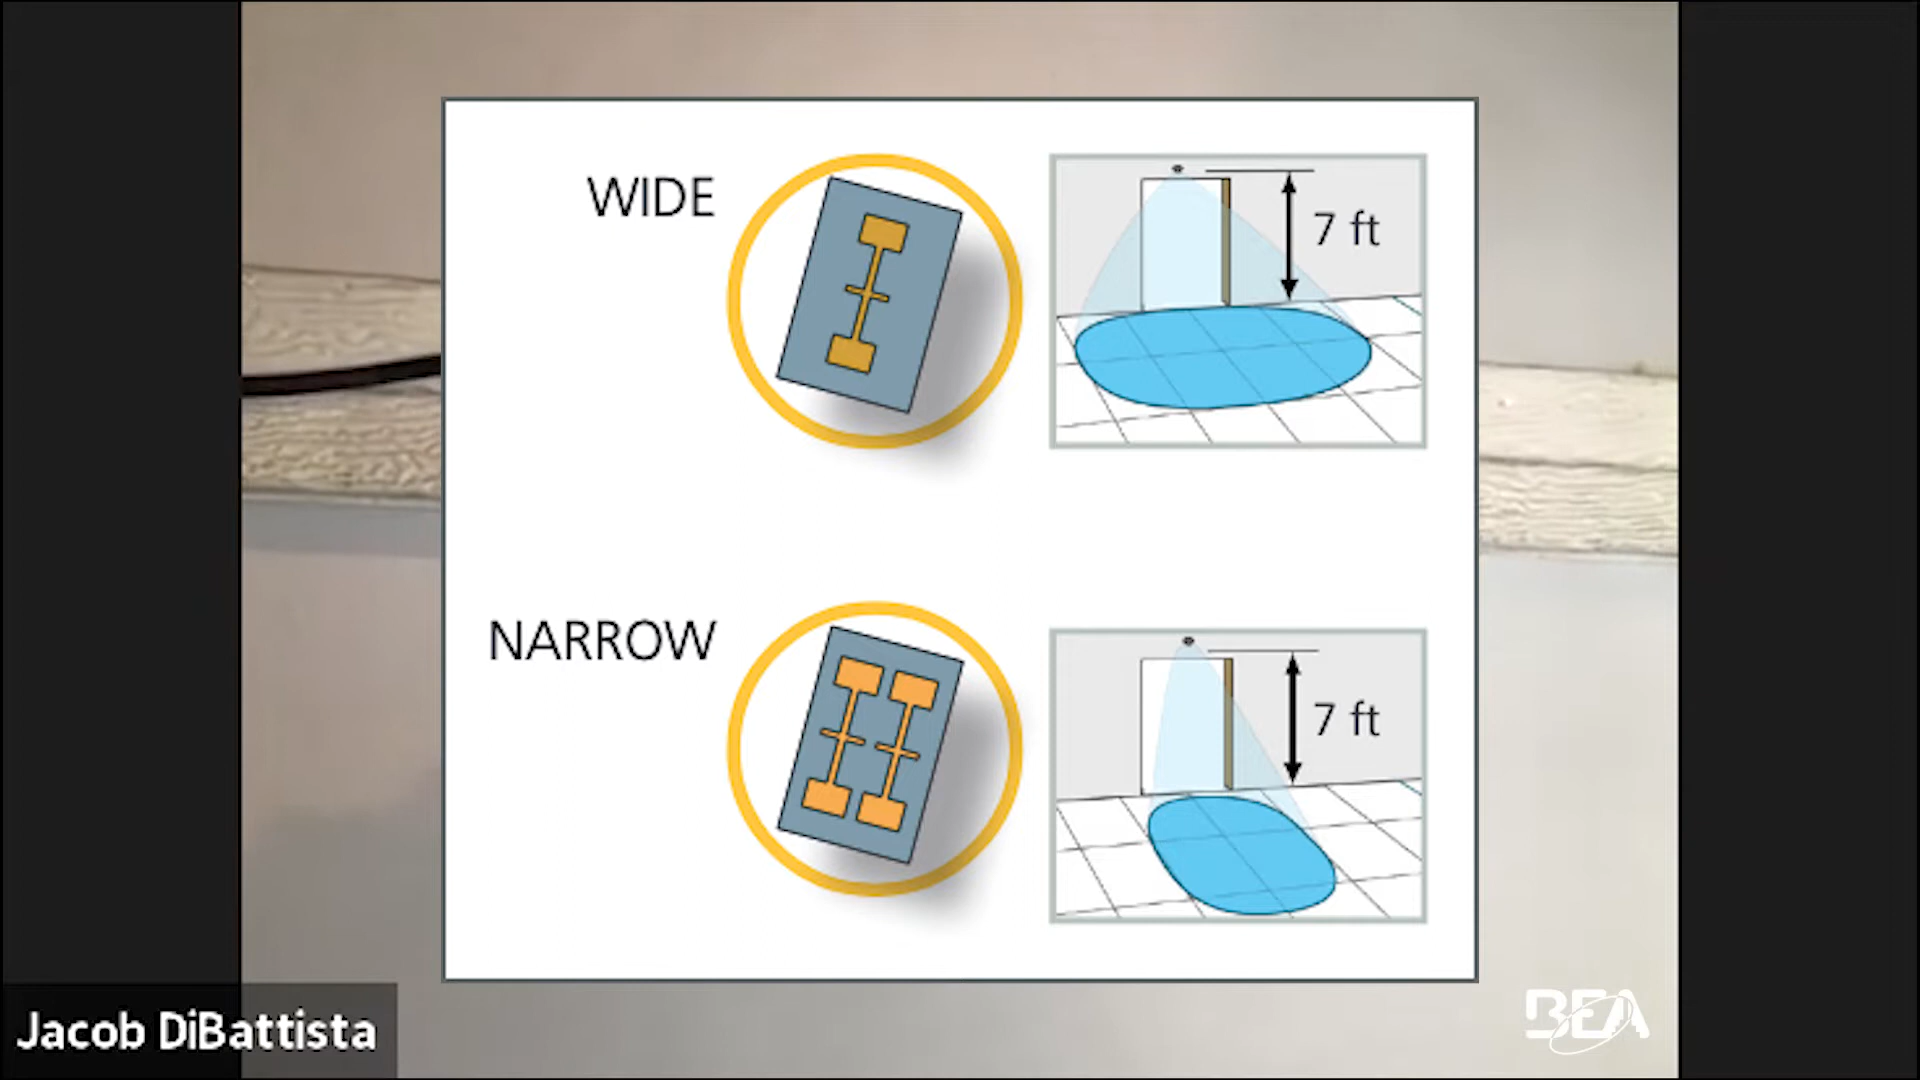 WIDE
7 ft
NARROW
7 ft
Jacob DiBattista
BEA